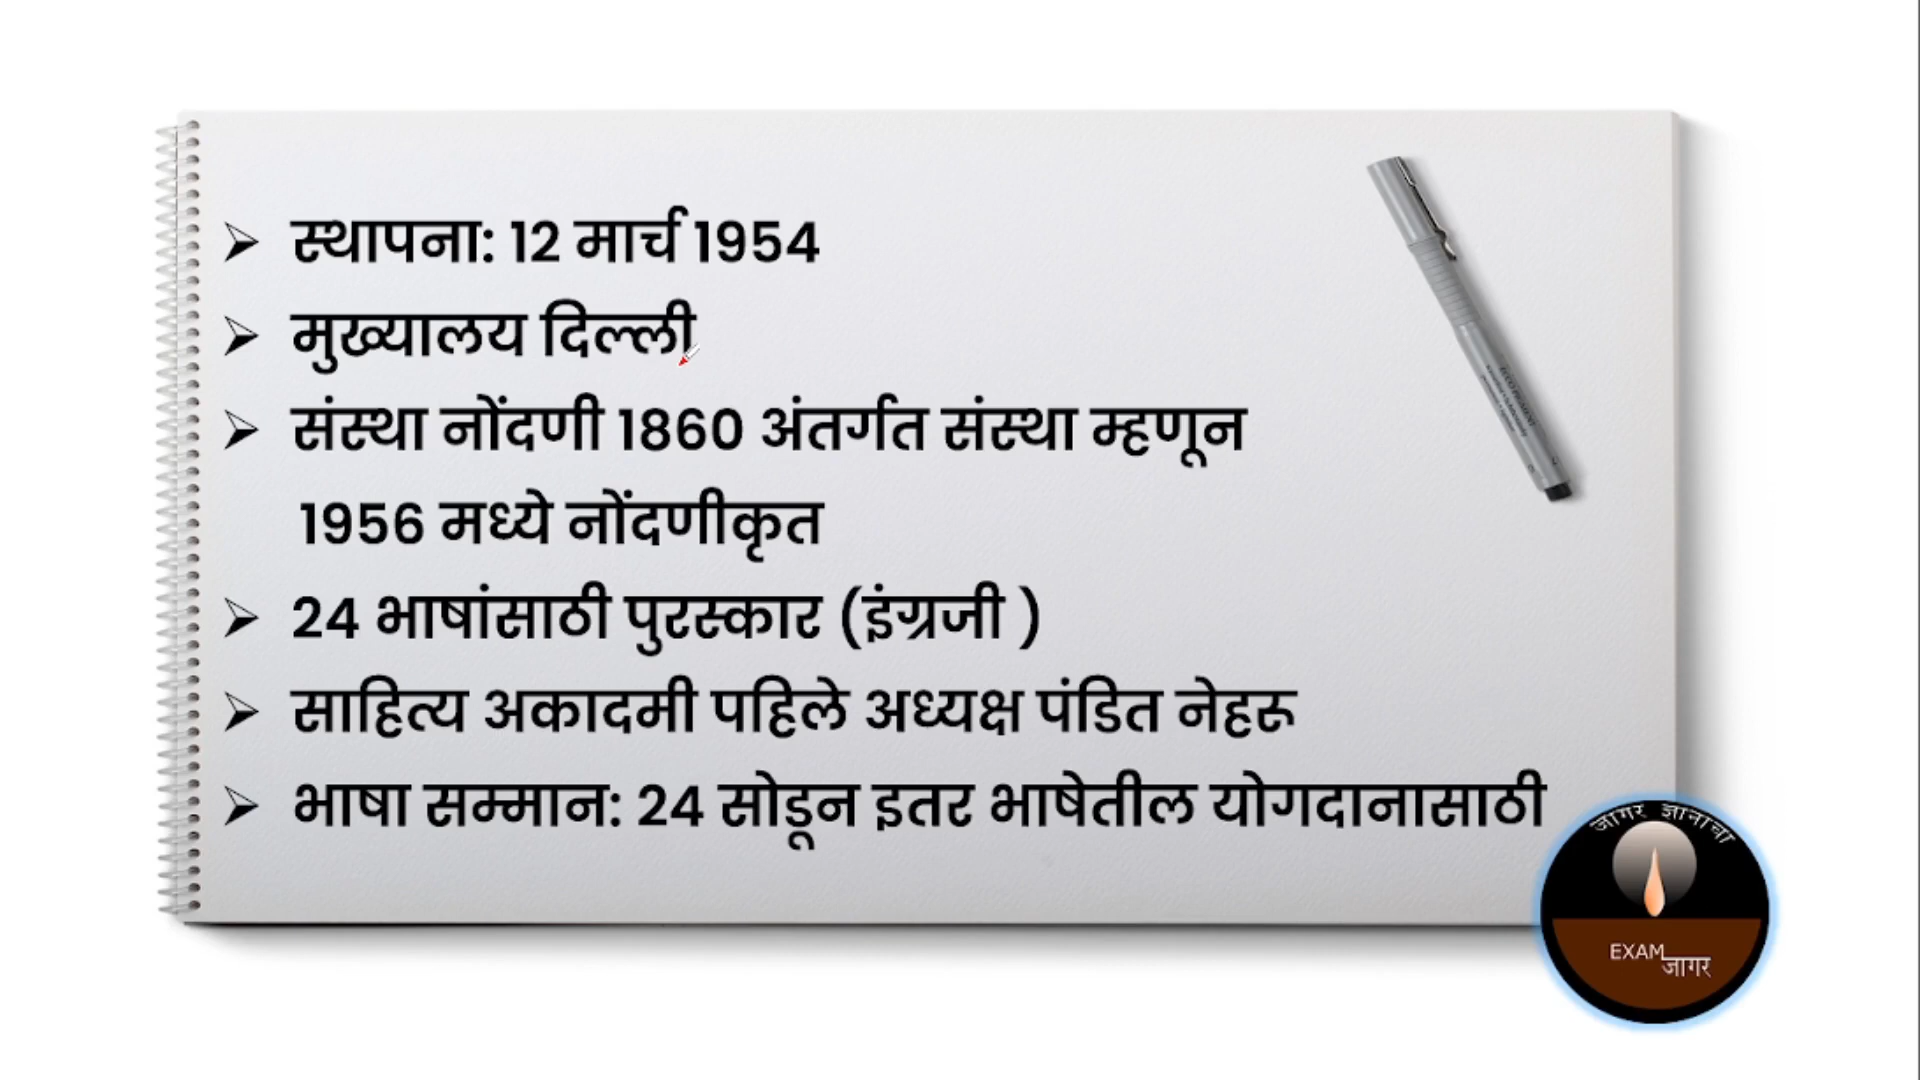 ➢ स्थापना: 12 मार्च 1954
➢ मुख्यालय दिल्ली
➢ संस्था नोंदणी 1860 अंतर्गत संस्था म्हणून
1956 मध्ये नोंदणीकृत
➢ 24 भाषांसाठी पुरस्कार (इंग्रजी )
➢ साहित्य अकादमी पहिले अध्यक्ष पंडित नेहरू
➢ भाषा सम्मान: 24 सोडून इतर भाषेतील योगदानासाठी
जागर ज्ञानाचा
EXAM
जागर